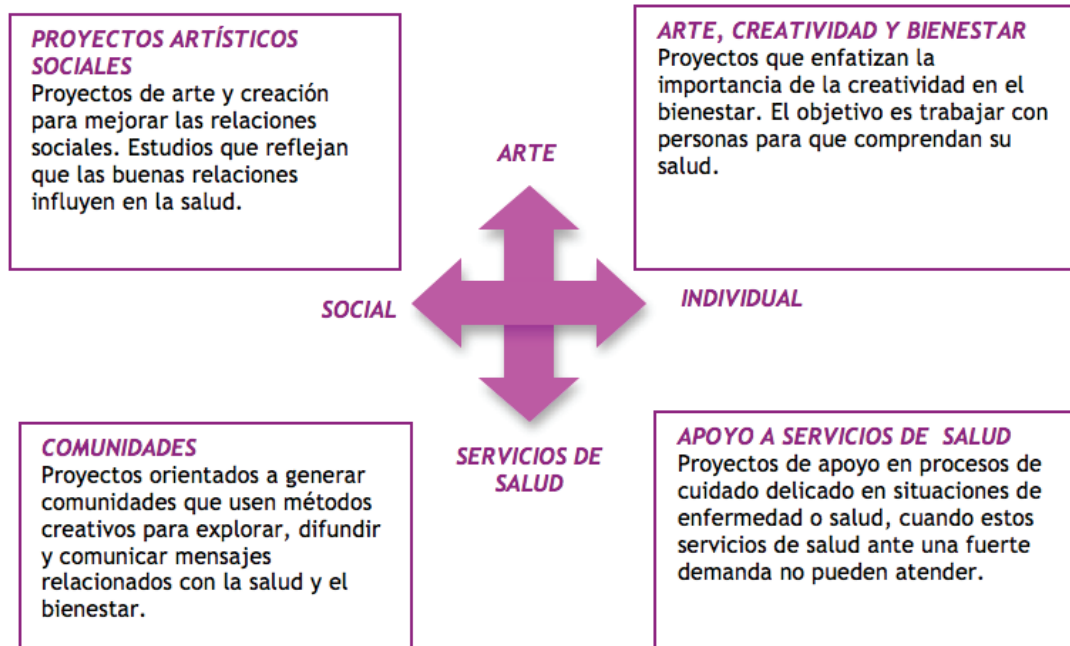 PROYECTOS ARTÍSTICOS
SOCIALES
Proyectos de arte y creación
para mejorar las relaciones
sociales. Estudios que reflejan
que las buenas relaciones
influyen en la salud.
ARTE, CREATIVIDAD Y BIENESTAR
Proyectos que enfatizan la
importancia de la creatividad en el
bienestar. El objetivo es trabajar con
personas para que comprendan su
salud.
ARTE
SOCIAL
INDIVIDUAL
SERVICIOS DE
SALUD
COMUNIDADES
Proyectos orientados a generar
comunidades que usen métodos
creativos para explorar, difundir
y comunicar mensajes
relacionados con la salud y el
bienestar.
APOYO A SERVICIOS DE SALUD
Proyectos de apoyo en procesos de
cuidado delicado en situaciones de
enfermedad o salud, cuando estos
servicios de salud ante una fuerte
demanda no pueden atender.